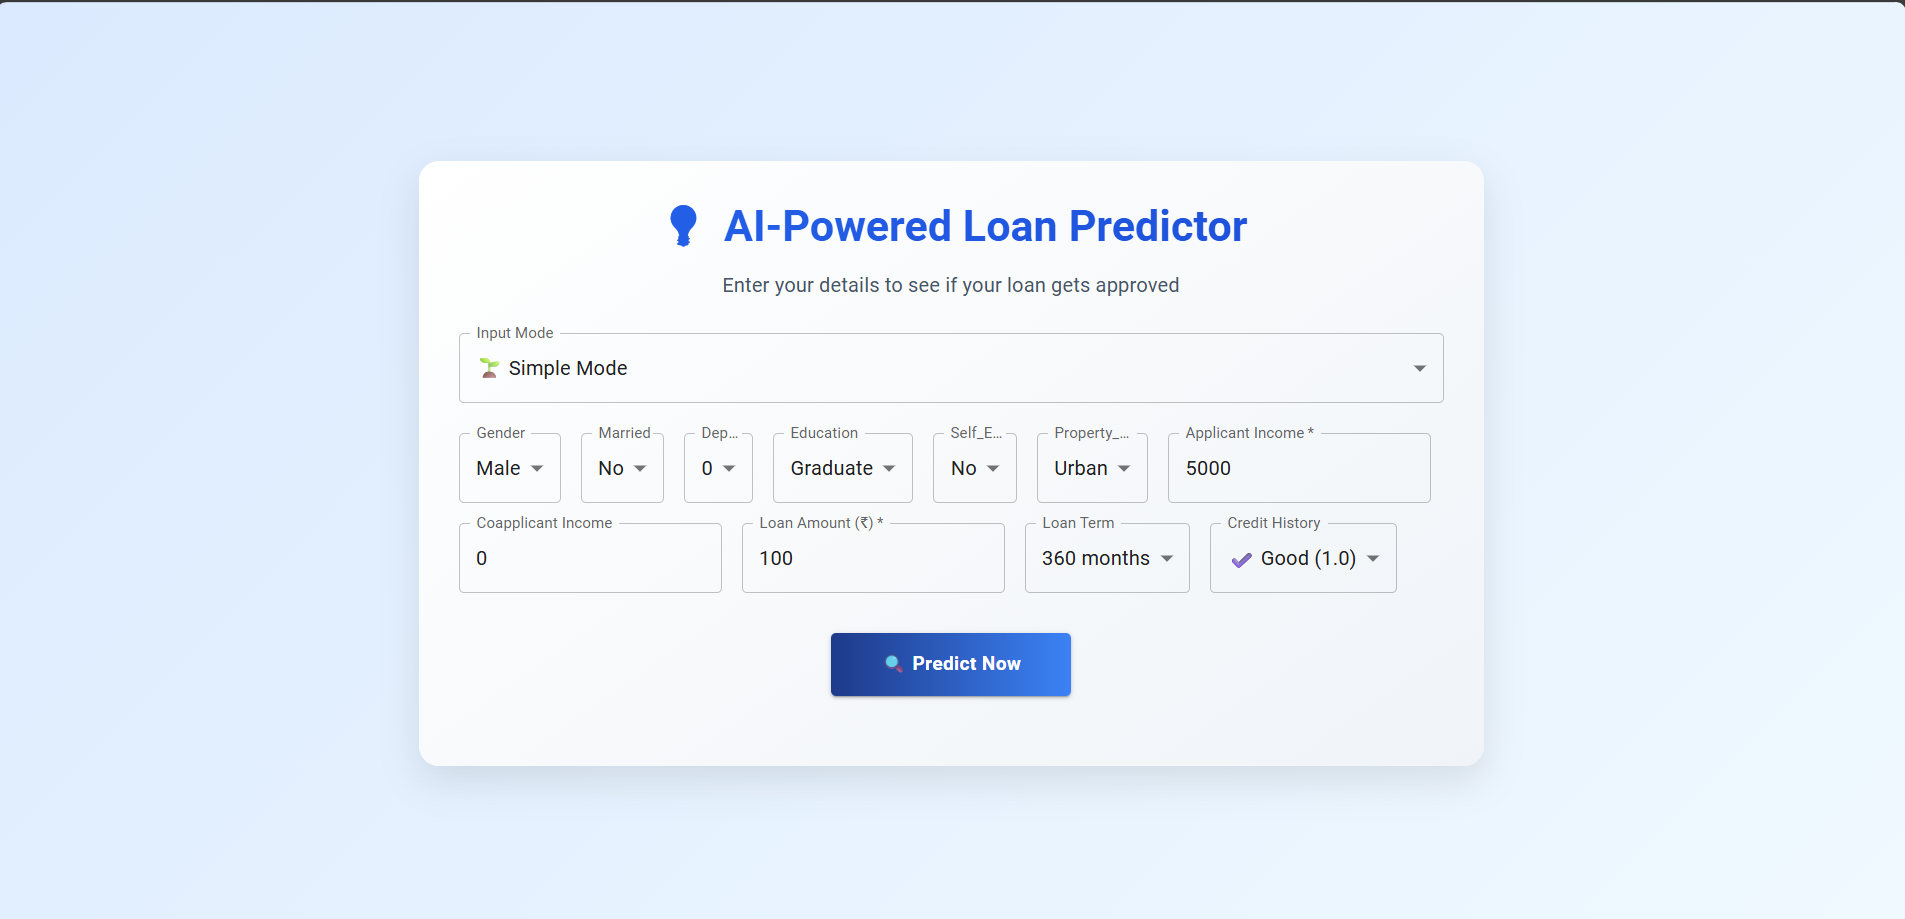 AI-Powered Loan Predictor
Enter your details to see if your loan gets approved
Input Mode
Simple Mode
Gender Married Dep... Education Self_E... Property_... Applicant Income *
Male No 0 Graduate No Urban 5000
Coapplicant Income Loan Amount (₹) * Loan Term Credit History
0 100 360 months Good (1.0)
Predict Now